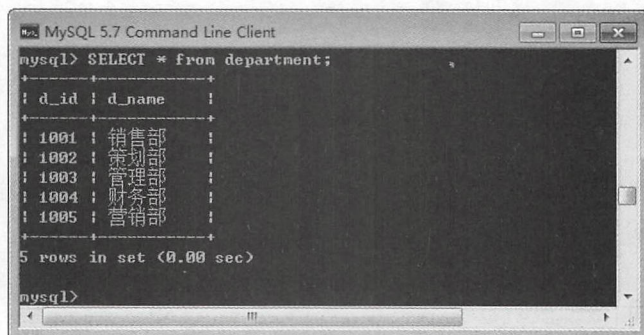 MySQL 5.7 Command Line Client
mysql> SELECT * from department;
+------+-----------+
| d_id | d_name    |
+------+-----------+
| 1001 | 销售部    |
| 1002 | 策划部    |
| 1003 | 管理部    |
| 1004 | 财务部    |
| 1005 | 营销部    |
+------+-----------+
5 rows in set (0.00 sec)
mysql>